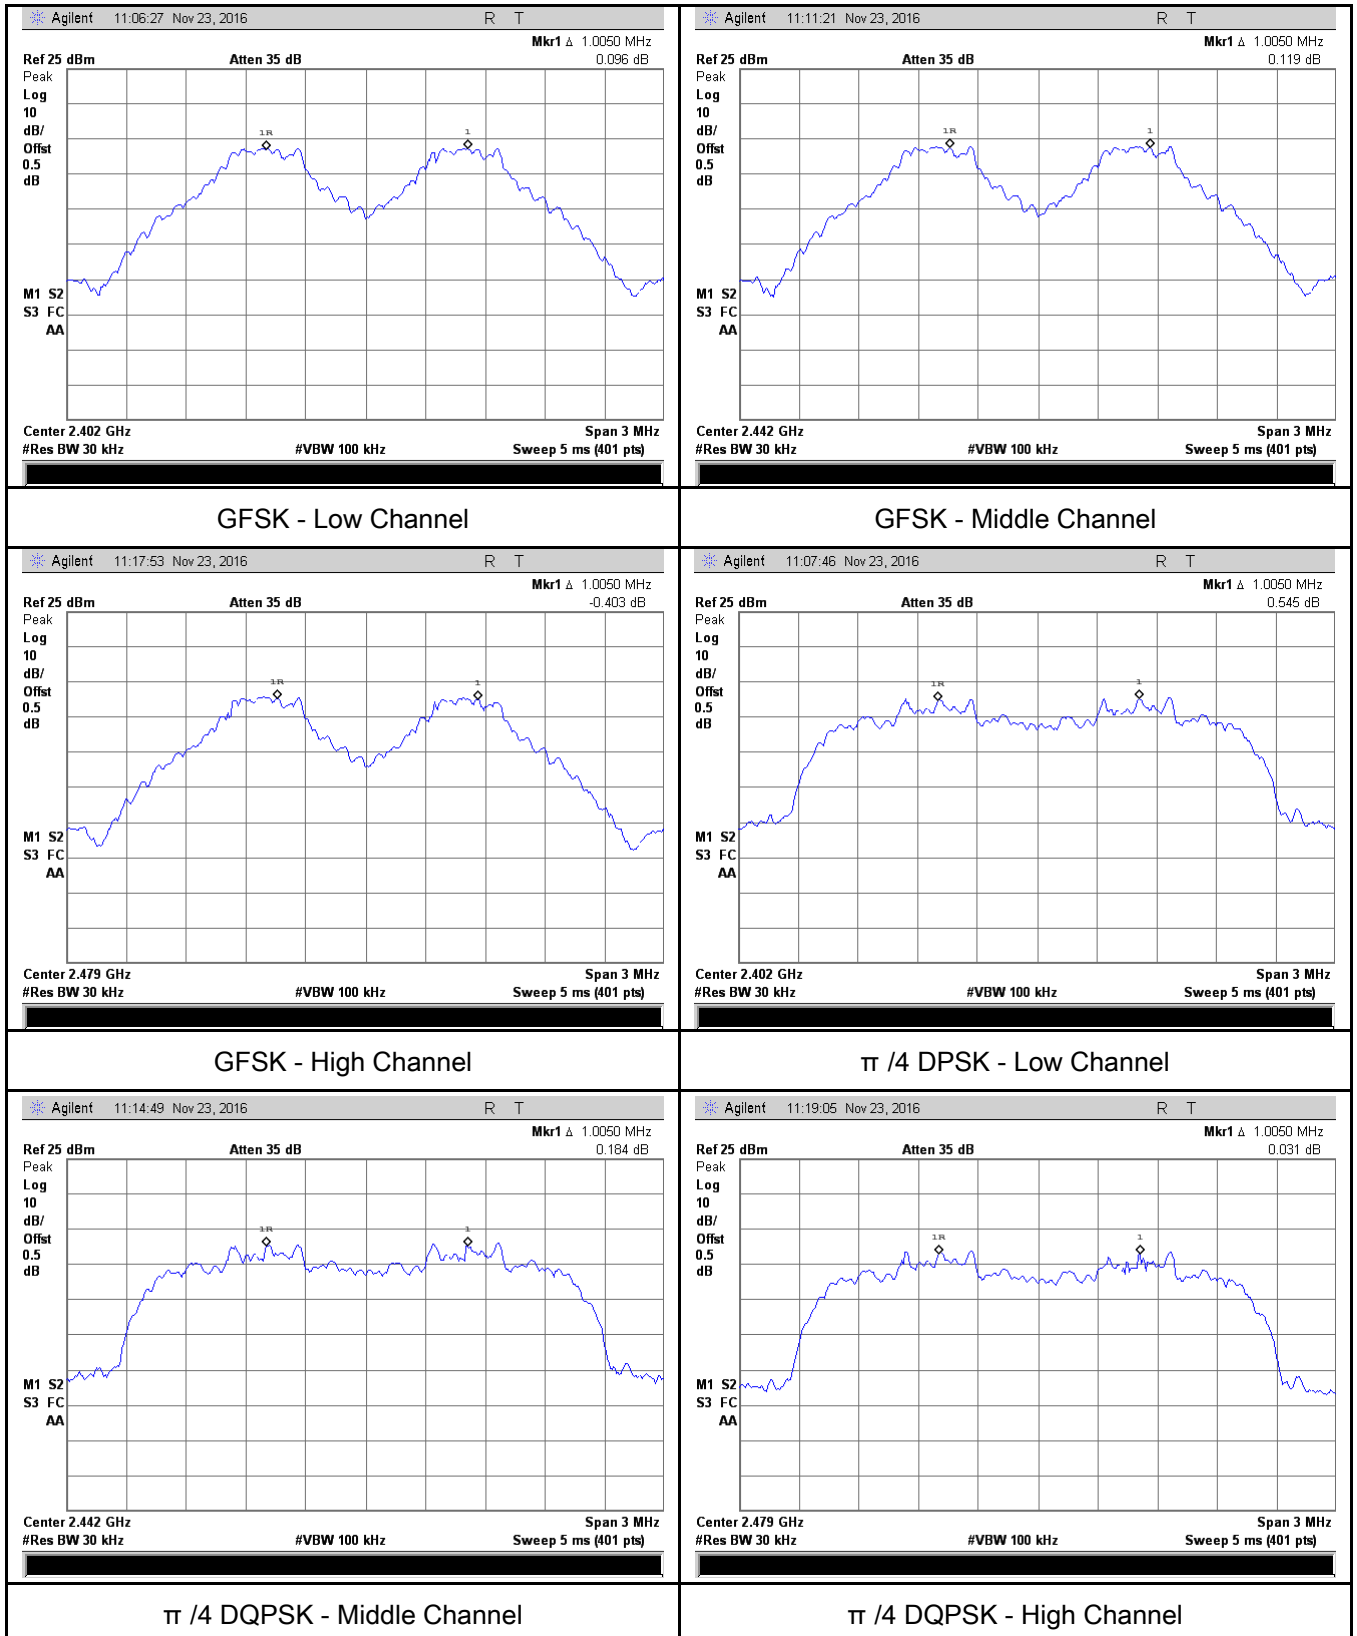 Agilent 11:06:27 Nov 23, 2016 R T
Mkr1 Δ 1.0050 MHz
Ref 25 dBm Atten 35 dB 0.096 dB
Peak
Log
10
dB/
Offst
0.5
dB
1R 1
M1 S2
S3 FC
AA
Center 2.402 GHz Span 3 MHz
#Res BW 30 kHz #VBW 100 kHz Sweep 5 ms (401 pts)
GFSK - Low Channel
Agilent 11:11:21 Nov 23, 2016 R T
Mkr1 Δ 1.0050 MHz
Ref 25 dBm Atten 35 dB 0.119 dB
Peak
Log
10
dB/
Offst
0.5
dB
1R 1
M1 S2
S3 FC
AA
Center 2.442 GHz Span 3 MHz
#Res BW 30 kHz #VBW 100 kHz Sweep 5 ms (401 pts)
GFSK - Middle Channel
Agilent 11:17:53 Nov 23, 2016 R T
Mkr1 Δ 1.0050 MHz
Ref 25 dBm Atten 35 dB -0.403 dB
Peak
Log
10
dB/
Offst
0.5
dB
1R 1
M1 S2
S3 FC
AA
Center 2.479 GHz Span 3 MHz
#Res BW 30 kHz #VBW 100 kHz Sweep 5 ms (401 pts)
GFSK - High Channel
Agilent 11:07:46 Nov 23, 2016 R T
Mkr1 Δ 1.0050 MHz
Ref 25 dBm Atten 35 dB 0.545 dB
Peak
Log
10
dB/
Offst
0.5
dB
1R 1
M1 S2
S3 FC
AA
Center 2.402 GHz Span 3 MHz
#Res BW 30 kHz #VBW 100 kHz Sweep 5 ms (401 pts)
π /4 DPSK - Low Channel
Agilent 11:14:49 Nov 23, 2016 R T
Mkr1 Δ 1.0050 MHz
Ref 25 dBm Atten 35 dB 0.184 dB
Peak
Log
10
dB/
Offst
0.5
dB
1R 1
M1 S2
S3 FC
AA
Center 2.442 GHz Span 3 MHz
#Res BW 30 kHz #VBW 100 kHz Sweep 5 ms (401 pts)
π /4 DQPSK - Middle Channel
Agilent 11:19:05 Nov 23, 2016 R T
Mkr1 Δ 1.0050 MHz
Ref 25 dBm Atten 35 dB 0.031 dB
Peak
Log
10
dB/
Offst
0.5
dB
1R 1
M1 S2
S3 FC
AA
Center 2.479 GHz Span 3 MHz
#Res BW 30 kHz #VBW 100 kHz Sweep 5 ms (401 pts)
π /4 DQPSK - High Channel